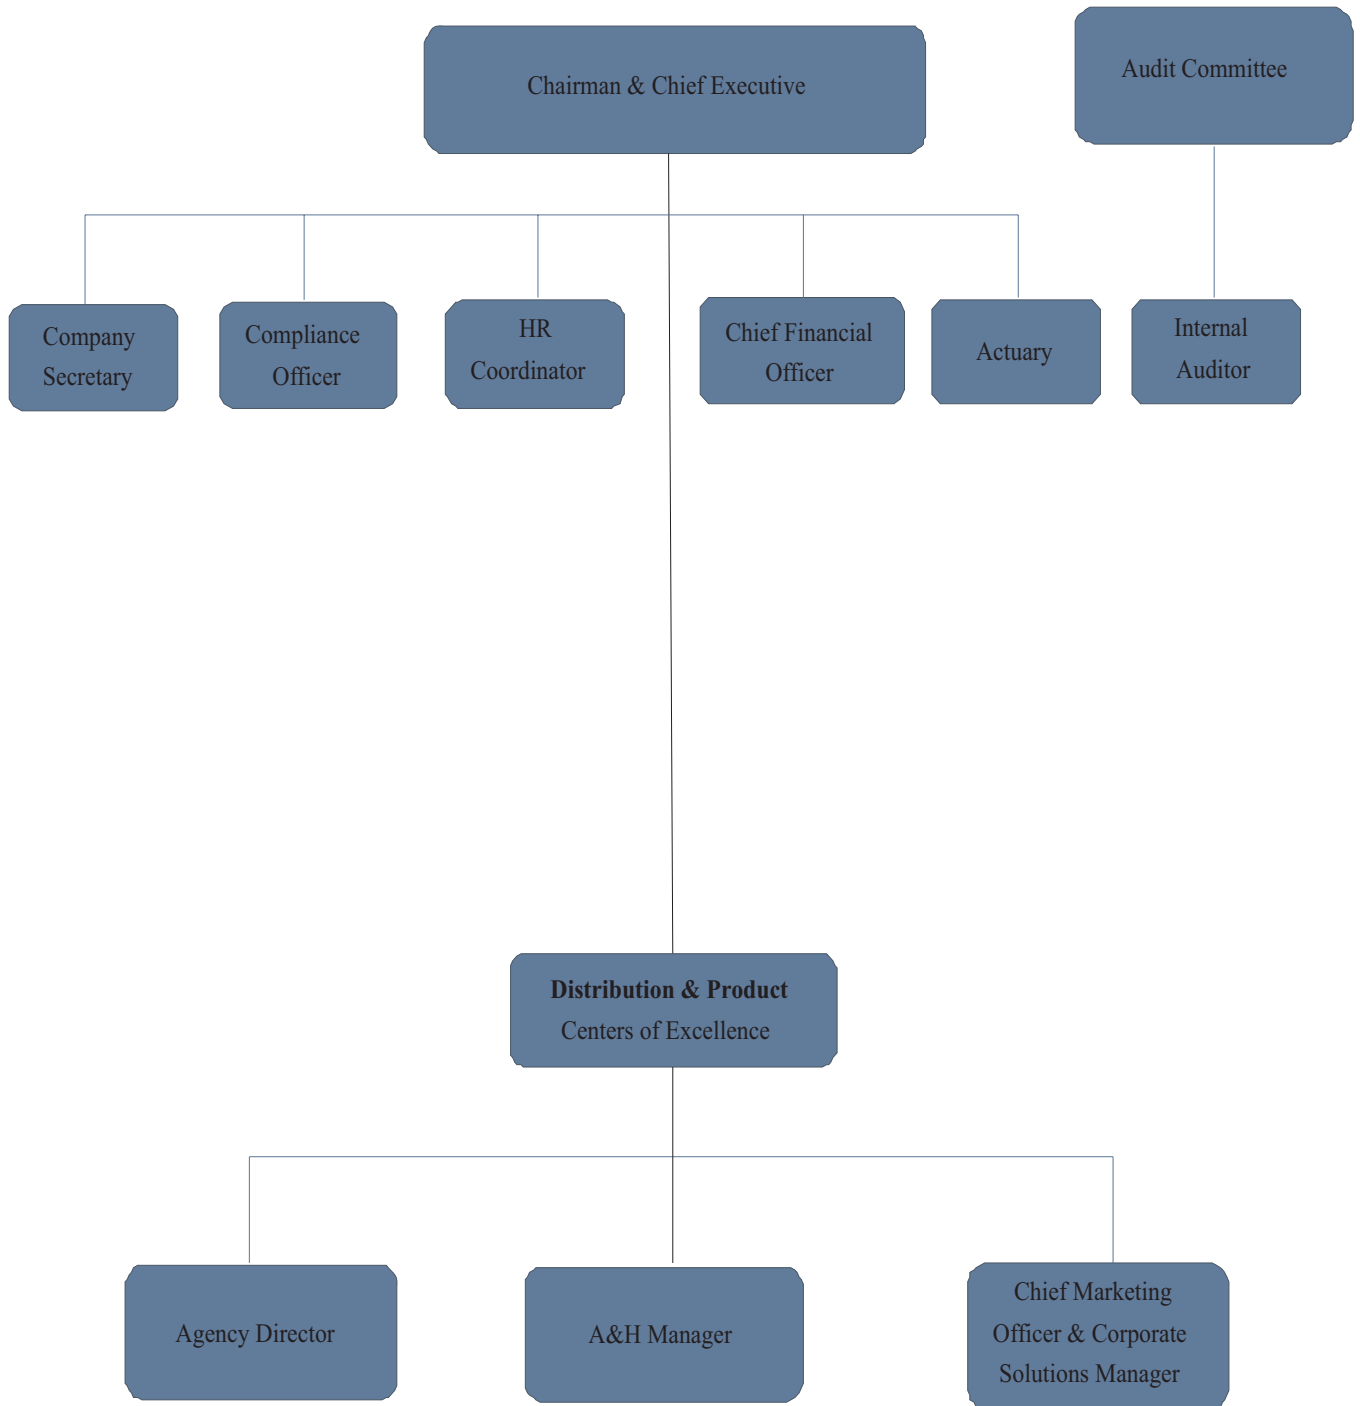 Chairman & Chief Executive
Audit Committee
Company
Secretary
Compliance
Officer
HR
Coordinator
Chief Financial
Officer
Actuary
Internal
Auditor
Distribution & Product
Centers of Excellence
Agency Director
A&H Manager
Chief Marketing
Officer & Corporate
Solutions Manager